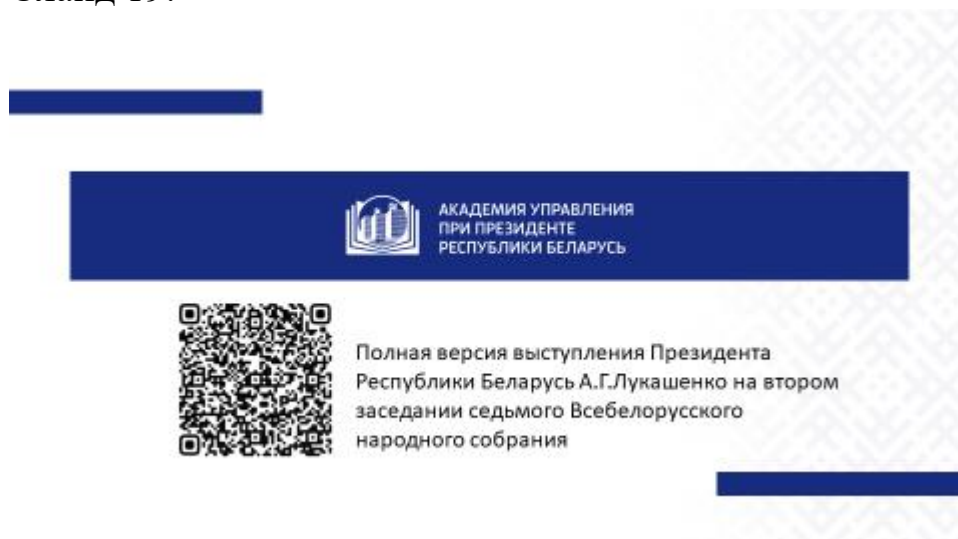 АКАДЕМИЯ УПРАВЛЕНИЯ
ПРИ ПРЕЗИДЕНТЕ
РЕСПУБЛИКИ БЕЛАРУСЬ
Полная версия выступления Президента
Республики Беларусь А.Г.Лукашенко на втором
заседании седьмого Всебелорусского
народного собрания